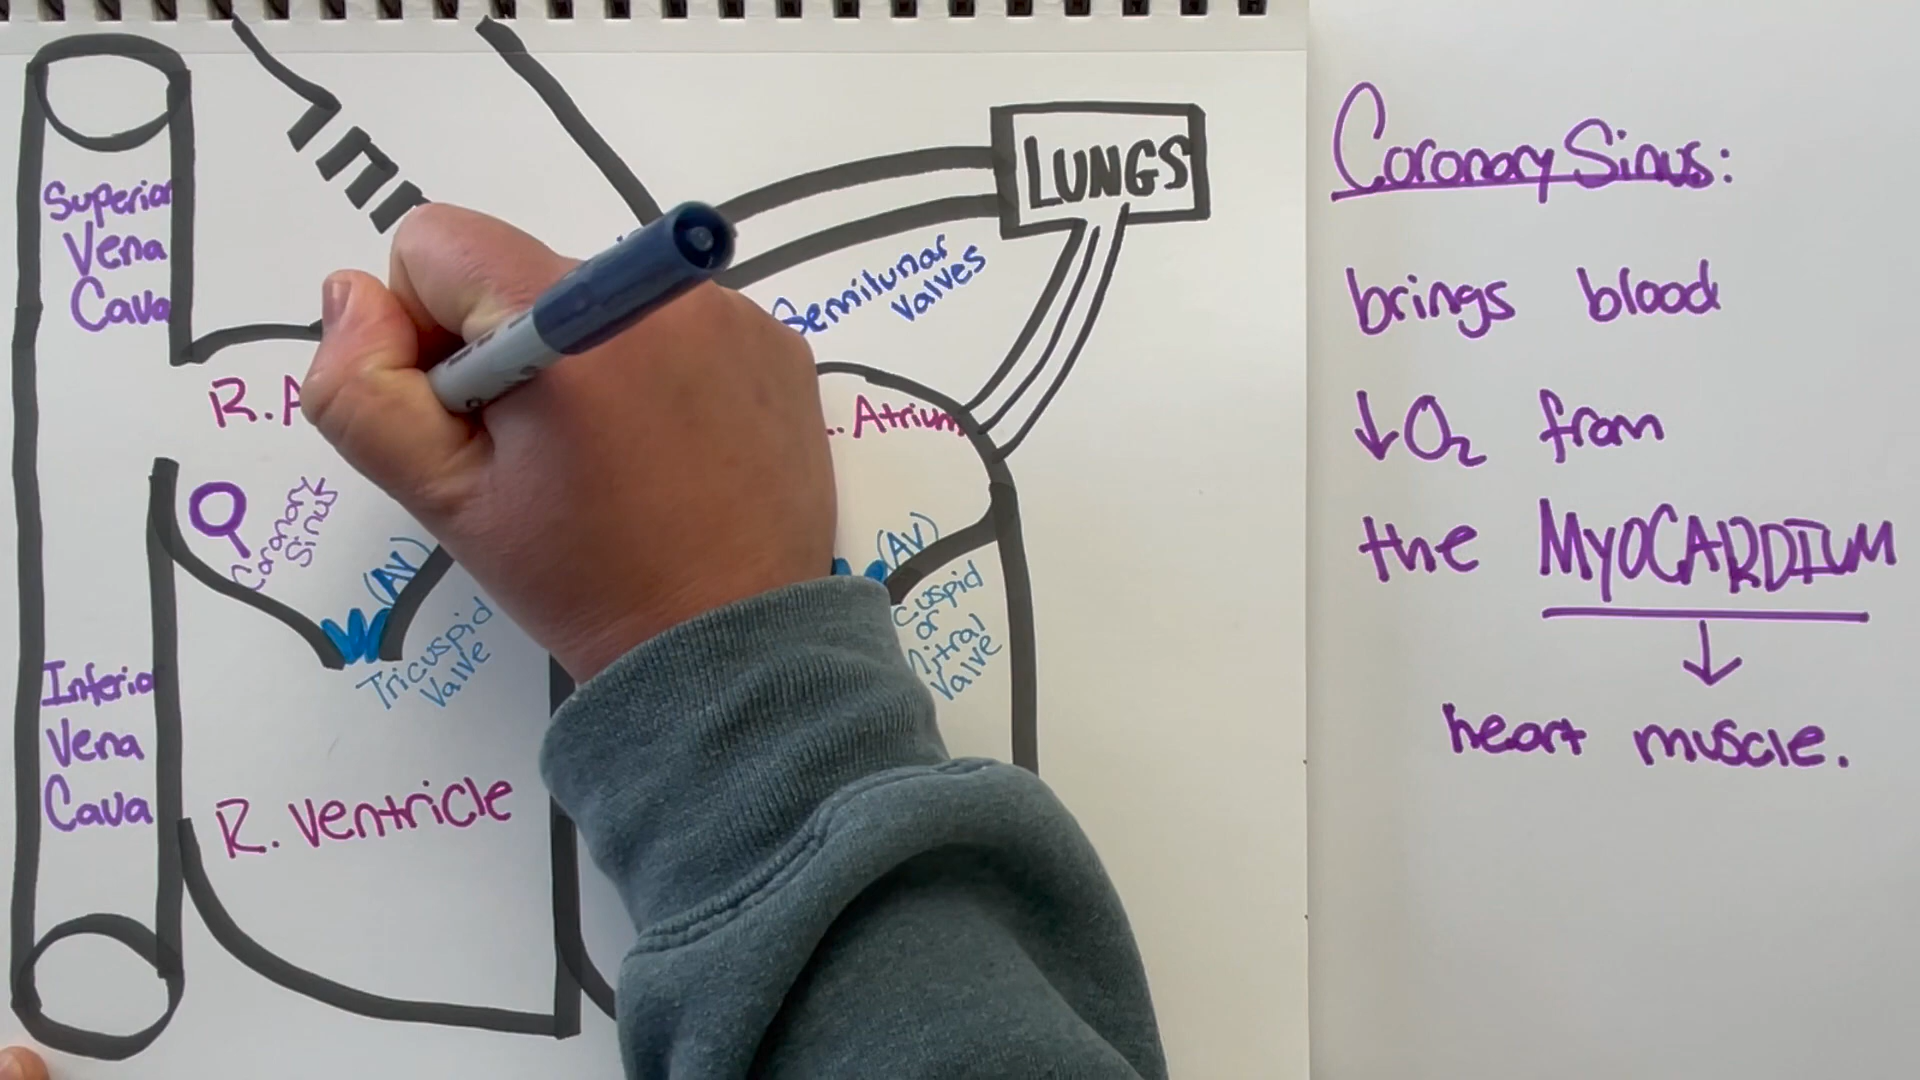 Superior
Vena
Cava
LUNGS
Semilunar
Valves
R. A
. Atrium
Coronary
Sinus
(AV)
Tricuspid
Valve
(AV)
cuspid
or
Mitral
Valve
Inferior
Vena
Cava
R. Ventricle
Coronary Sinus:
brings blood
↓O₂ from
the MYOCARDIUM
↓
heart muscle.